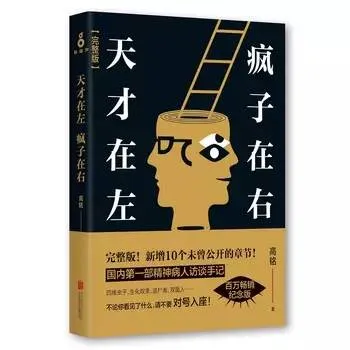 天才在左 疯子在右
高铭
【完整版】
天才在左
疯子在右
高铭 著
完整版！新增10个未曾公开的章节！
国内第一部精神病人访谈手记
百万畅销
纪念版
不论你看见了什么，请不要 对号入座！